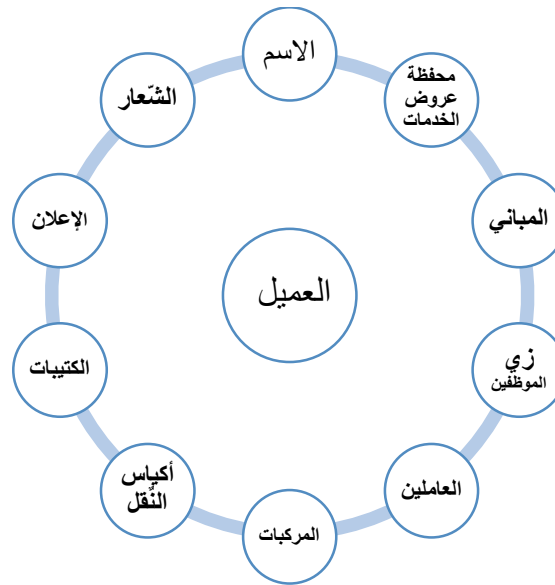 الاسم
محفظة
عروض
الخدمات
المباني
زي
الموظفين
العاملين
المركبات
أكياس
النّقل
الكتيبات
الإعلان
الشّعار
العميل